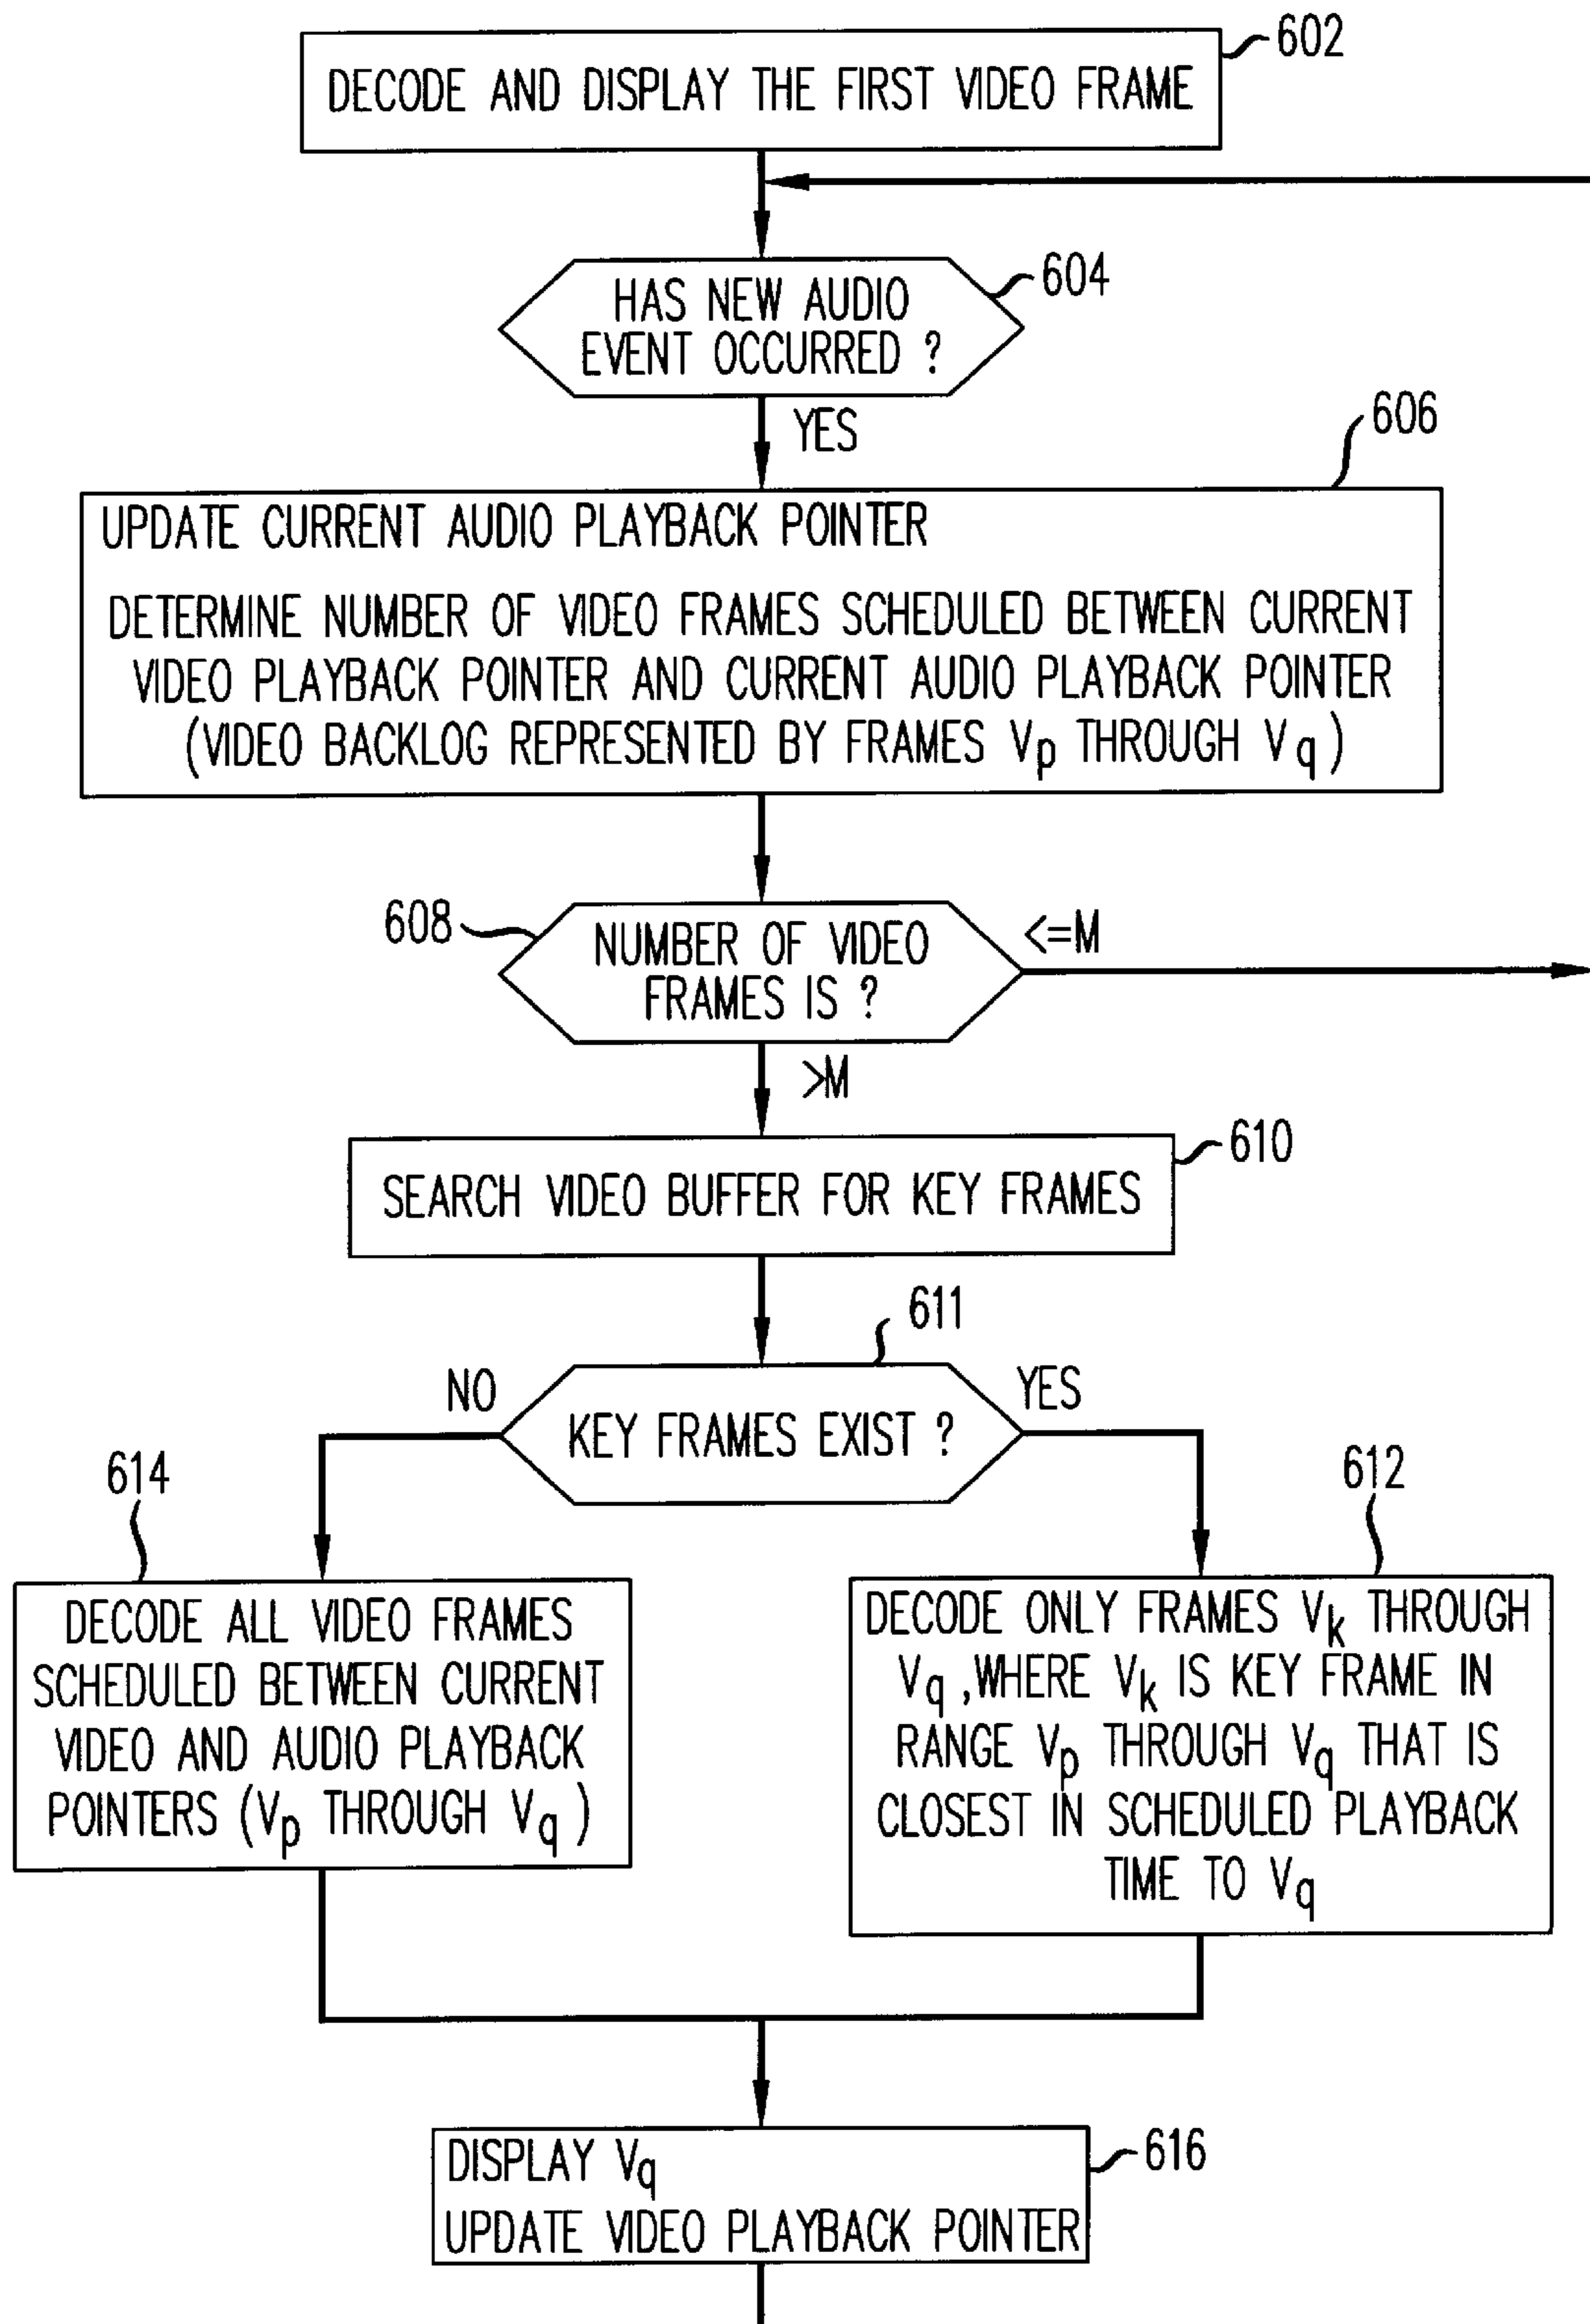 602
DECODE AND DISPLAY THE FIRST VIDEO FRAME
604
HAS NEW AUDIO
EVENT OCCURRED ?
YES
606
UPDATE CURRENT AUDIO PLAYBACK POINTER
DETERMINE NUMBER OF VIDEO FRAMES SCHEDULED BETWEEN CURRENT
VIDEO PLAYBACK POINTER AND CURRENT AUDIO PLAYBACK POINTER
(VIDEO BACKLOG REPRESENTED BY FRAMES Vp THROUGH Vq)
608
NUMBER OF VIDEO
FRAMES IS ?
<=M
>M
610
SEARCH VIDEO BUFFER FOR KEY FRAMES
611
NO
YES
KEY FRAMES EXIST ?
614
DECODE ALL VIDEO FRAMES
SCHEDULED BETWEEN CURRENT
VIDEO AND AUDIO PLAYBACK
POINTERS (Vp THROUGH Vq)
612
DECODE ONLY FRAMES Vk THROUGH
Vq ,WHERE Vk IS KEY FRAME IN
RANGE Vp THROUGH Vq THAT IS
CLOSEST IN SCHEDULED PLAYBACK
TIME TO Vq
616
DISPLAY Vq
UPDATE VIDEO PLAYBACK POINTER